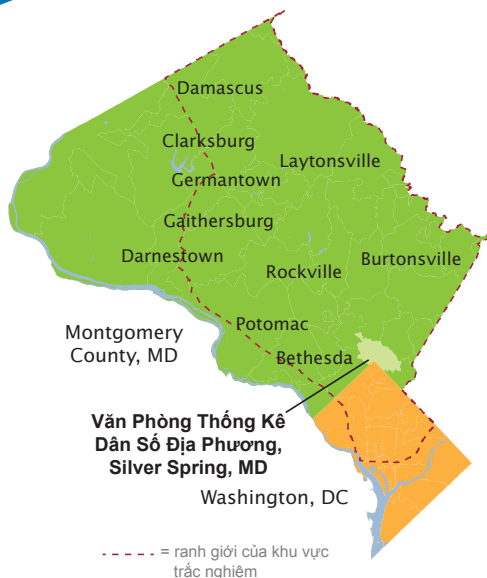 Damascus
Clarksburg
Laytonsville
Germantown
Gaithersburg
Darnestown
Burtonsville
Rockville
Potomac
Montgomery
County, MD
Bethesda
Văn Phòng Thống Kê
Dân Số Địa Phương,
Silver Spring, MD
Washington, DC
= ranh giới của khu vực
trắc nghiệm